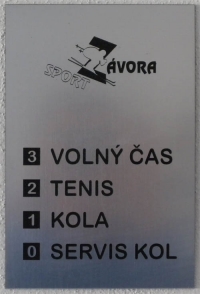 ZÁVORA
SPORT
3 VOLNÝ ČAS
2 TENIS
1 KOLA
0 SERVIS KOL